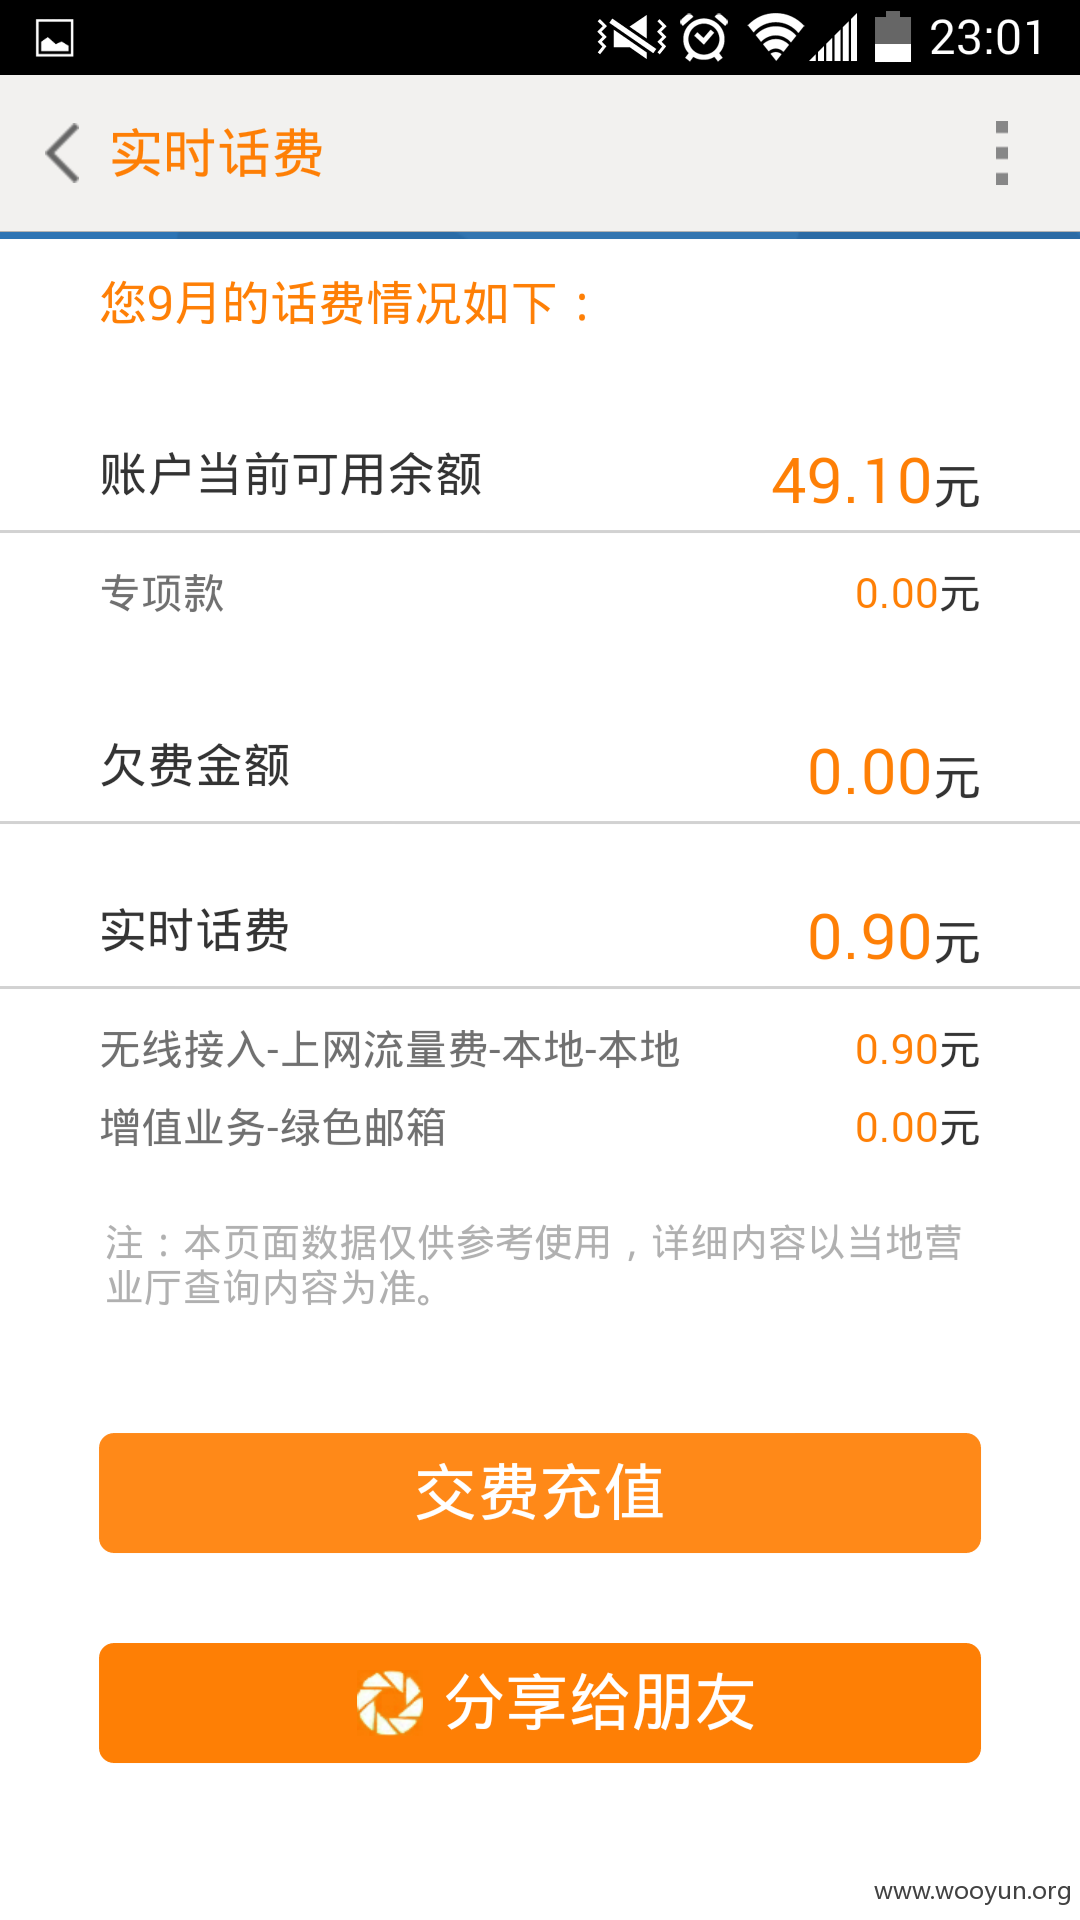 23:01
实时话费
您9月的话费情况如下：
账户当前可用余额 49.10元
专项款 0.00元
欠费金额 0.00元
实时话费 0.90元
无线接入-上网流量费-本地-本地 0.90元
增值业务-绿色邮箱 0.00元
注：本页面数据仅供参考使用，详细内容以当地营
业厅查询内容为准。
交费充值
分享给朋友
www.wooyun.org